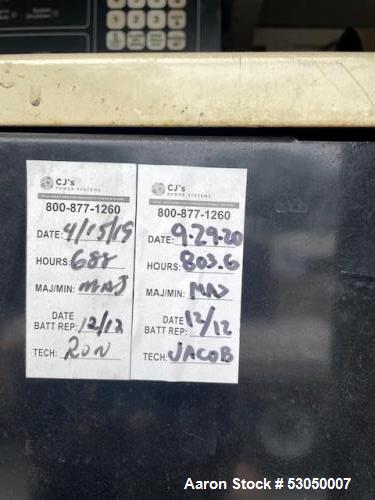 CJ's
POWER SYSTEMS
800-877-1260
DATE: 4/15/19
HOURS: 688
MAJ/MIN: MAJ
DATE
BATT REP: 12/12
TECH: RON
CJ's
POWER SYSTEMS
800-877-1260
DATE: 9-29-20
HOURS: 803.6
MAJ/MIN: MAJ
DATE
BATT REP: 12/12
TECH: JACOB
Aaron Stock # 53050007